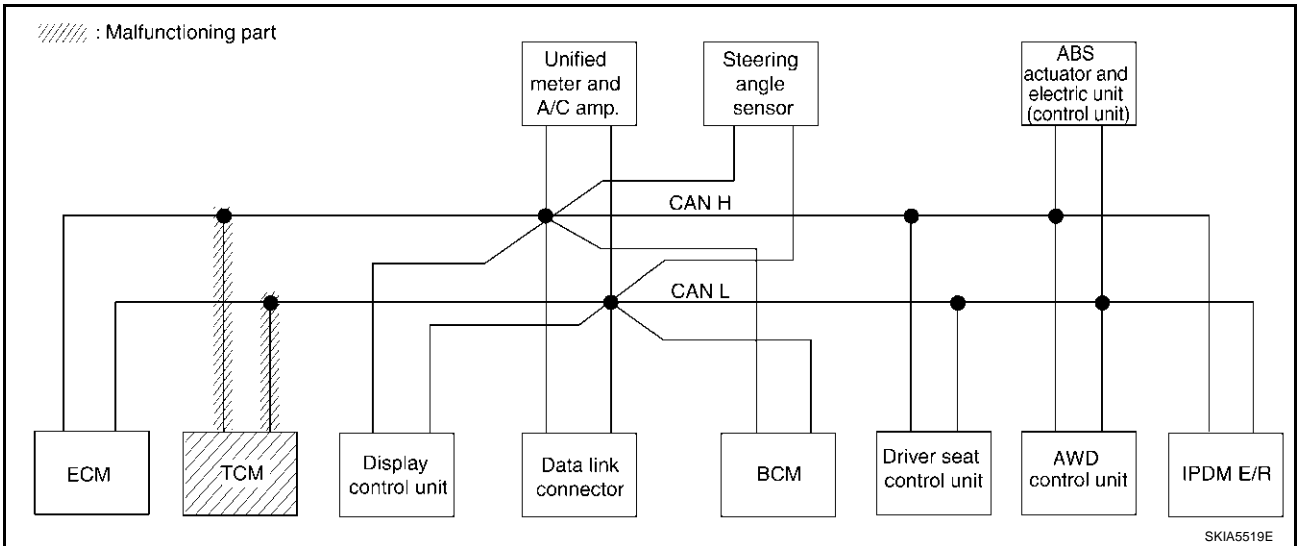 : Malfunctioning part
Unified
meter and
A/C amp.
Steering
angle
sensor
ABS
actuator and
electric unit
(control unit)
CAN H
CAN L
ECM
TCM
Display
control unit
Data link
connector
BCM
Driver seat
control unit
AWD
control unit
IPDM E/R
SKIA5519E